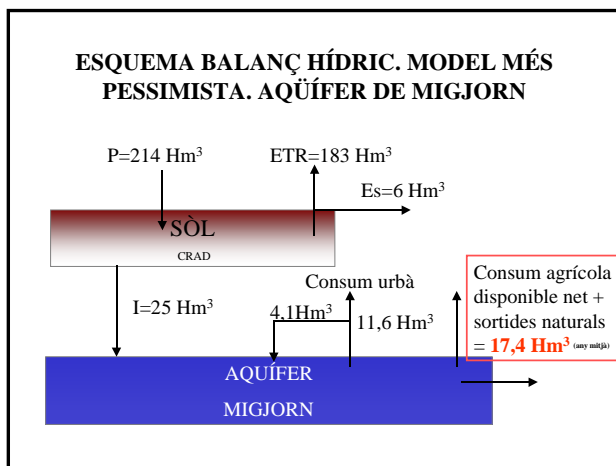 ESQUEMA BALANÇ HÍDRIC. MODEL MÉS
PESSIMISTA. AQÜÍFER DE MIGJORN
P=214 Hm³
ETR=183 Hm³
Es=6 Hm³
SÒL
CRAD
I=25 Hm³
Consum urbà
4,1Hm³
11,6 Hm³
Consum agrícola
disponible net +
sortides naturals
= 17,4 Hm³ (any mitjà)
AQUÍFER
MIGJORN